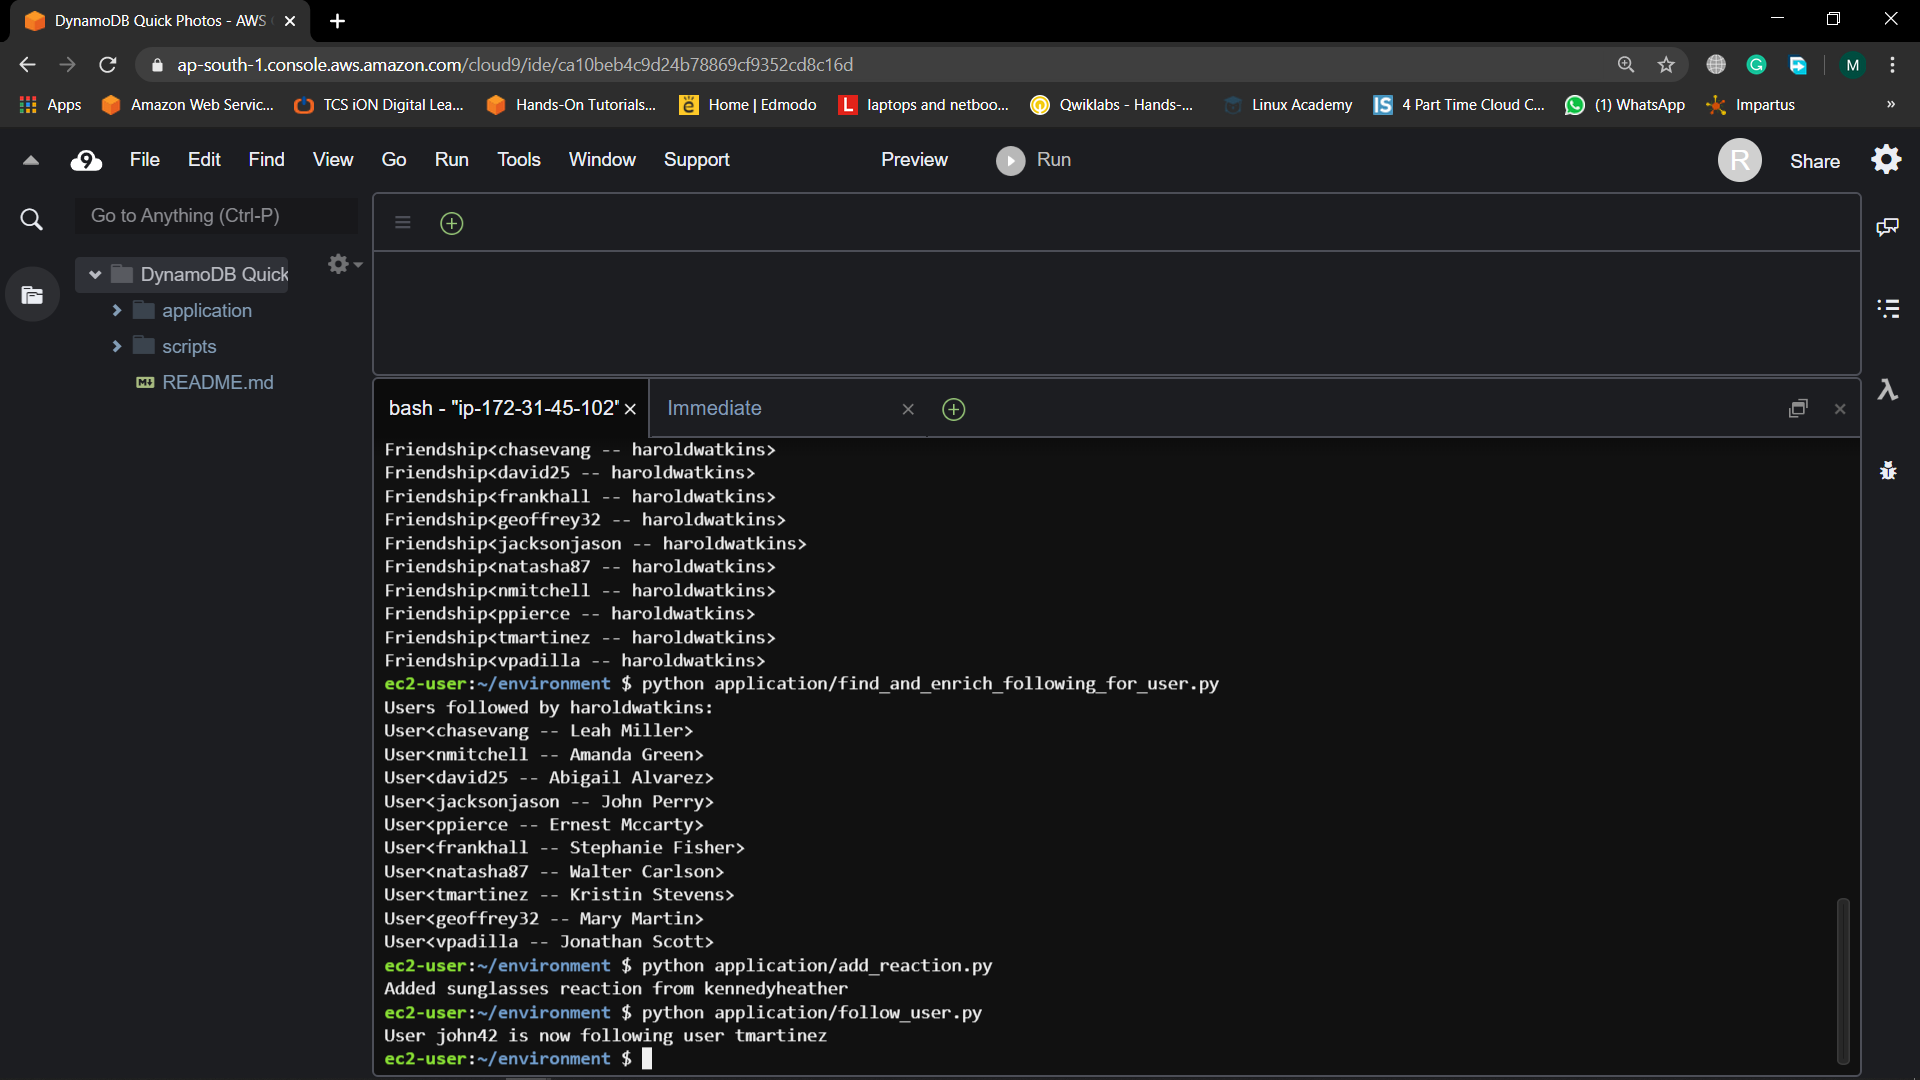 DynamoDB Quick Photos - AWS
ap-south-1.console.aws.amazon.com/cloud9/ide/ca10beb4c9d24b78869cf9352cd8c16d
M
Apps Amazon Web Servic... TCS iON Digital Lea... Hands-On Tutorials... Home | Edmodo laptops and netboo... Qwiklabs - Hands-... Linux Academy 4 Part Time Cloud C... (1) WhatsApp Impartus »
9 File Edit Find View Go Run Tools Window Support Preview Run R Share
Go to Anything (Ctrl-P)
DynamoDB Quick
application
scripts
README.md
bash - "ip-172-31-45-102" Immediate
Friendship<chasevang -- haroldwatkins>
Friendship<david25 -- haroldwatkins>
Friendship<frankhall -- haroldwatkins>
Friendship<geoffrey32 -- haroldwatkins>
Friendship<jacksonjason -- haroldwatkins>
Friendship<natasha87 -- haroldwatkins>
Friendship<nmitchell -- haroldwatkins>
Friendship<ppierce -- haroldwatkins>
Friendship<tmartinez -- haroldwatkins>
Friendship<vpadilla -- haroldwatkins>
ec2-user:~/environment $ python application/find_and_enrich_following_for_user.py
Users followed by haroldwatkins:
User<chasevang -- Leah Miller>
User<nmitchell -- Amanda Green>
User<david25 -- Abigail Alvarez>
User<jacksonjason -- John Perry>
User<ppierce -- Ernest Mccarty>
User<frankhall -- Stephanie Fisher>
User<natasha87 -- Walter Carlson>
User<tmartinez -- Kristin Stevens>
User<geoffrey32 -- Mary Martin>
User<vpadilla -- Jonathan Scott>
ec2-user:~/environment $ python application/add_reaction.py
Added sunglasses reaction from kennedyheather
ec2-user:~/environment $ python application/follow_user.py
User john42 is now following user tmartinez
ec2-user:~/environment $